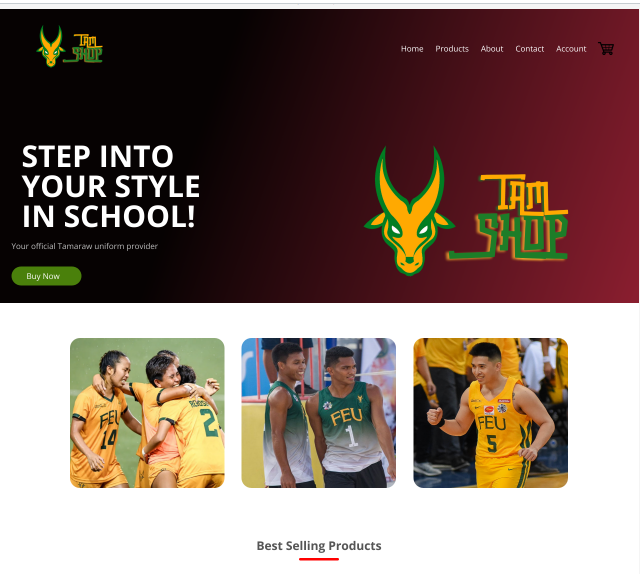 TAM
SHOP
Home Products About Contact Account
STEP INTO
YOUR STYLE
IN SCHOOL!
Your official Tamaraw uniform provider
Buy Now
TAM
SHOP
FEU
14
2
FEU
1
FEU
5
Best Selling Products